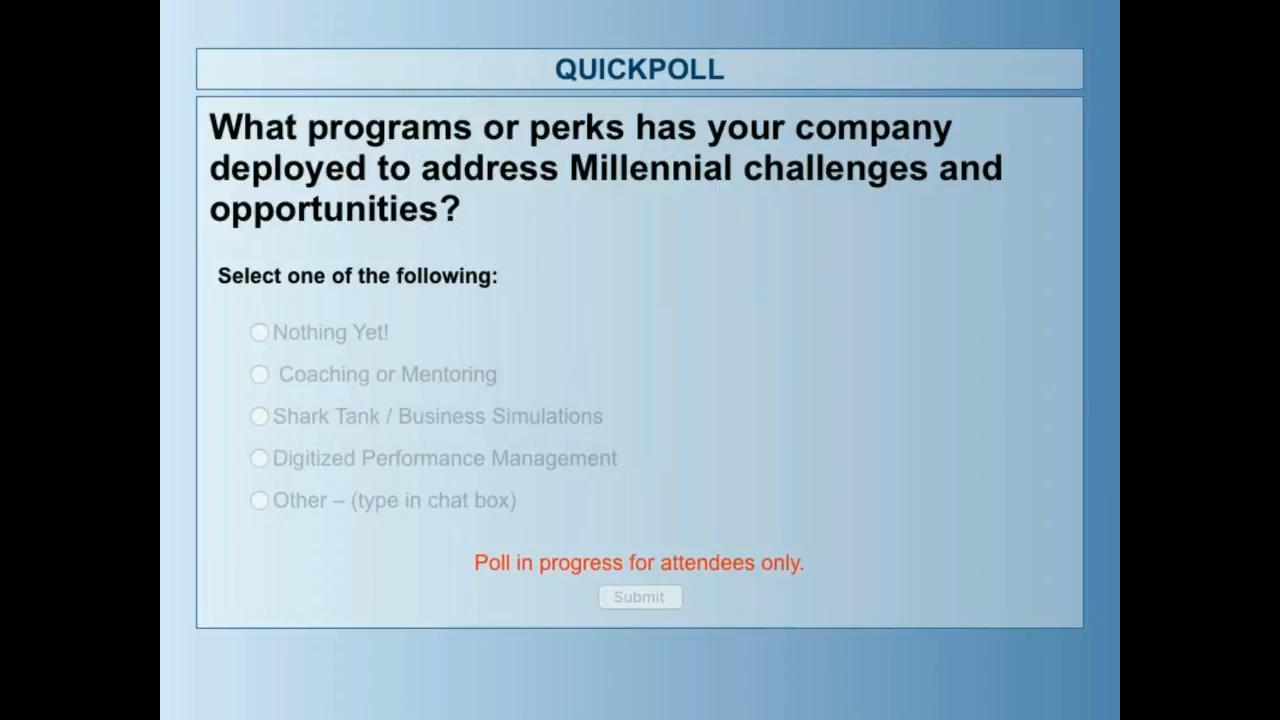 QUICKPOLL
What programs or perks has your company
deployed to address Millennial challenges and
opportunities?
Select one of the following:
Nothing Yet!
Coaching or Mentoring
Shark Tank / Business Simulations
Digitized Performance Management
Other – (type in chat box)
Poll in progress for attendees only.
Submit